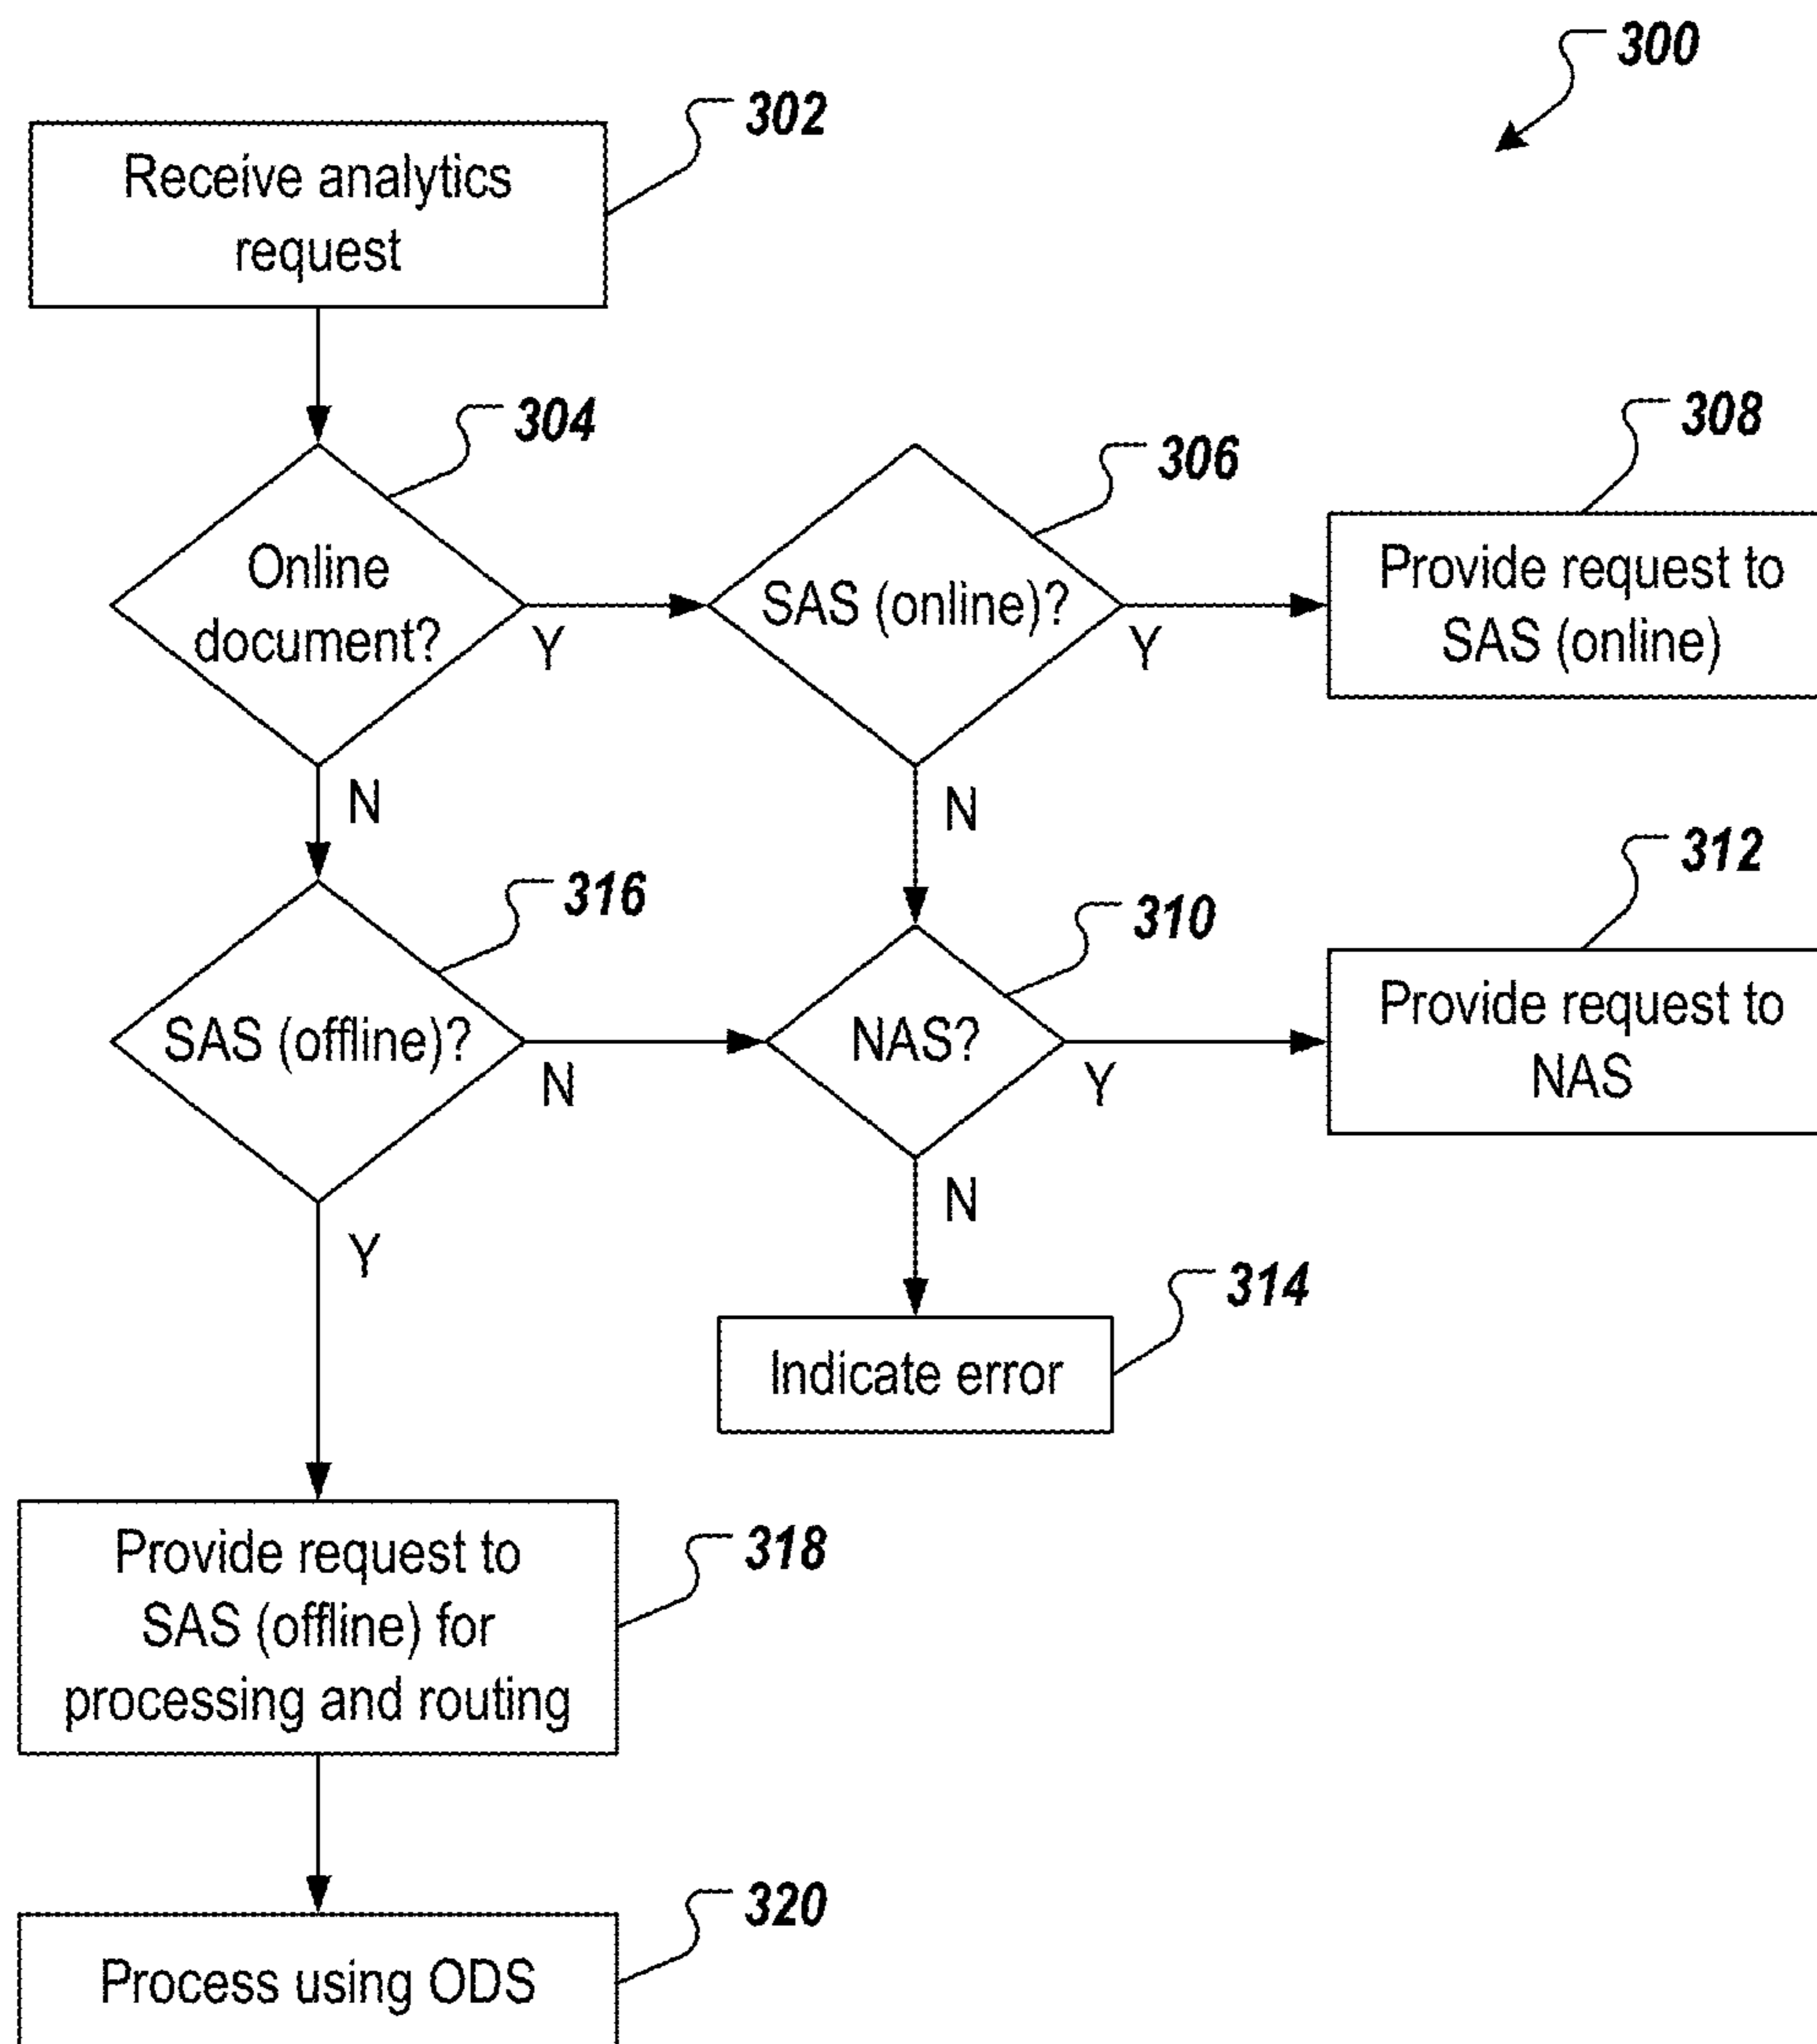 300
302
Receive analytics
request
304
Online
document?
Y
N
306
SAS (online)?
Y
N
308
Provide request to
SAS (online)
316
SAS (offline)?
N
Y
310
NAS?
Y
N
312
Provide request to
NAS
314
Indicate error
318
Provide request to
SAS (offline) for
processing and routing
320
Process using ODS